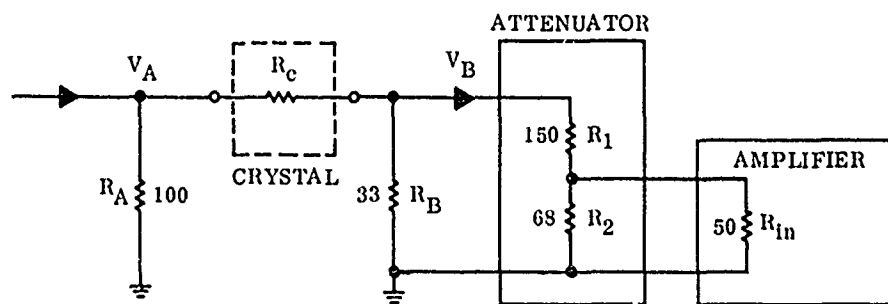 ATTENUATOR
V_A
R_c
V_B
CRYSTAL
150 R_1
AMPLIFIER
R_A 100
33 R_B
68 R_2
50 R_in